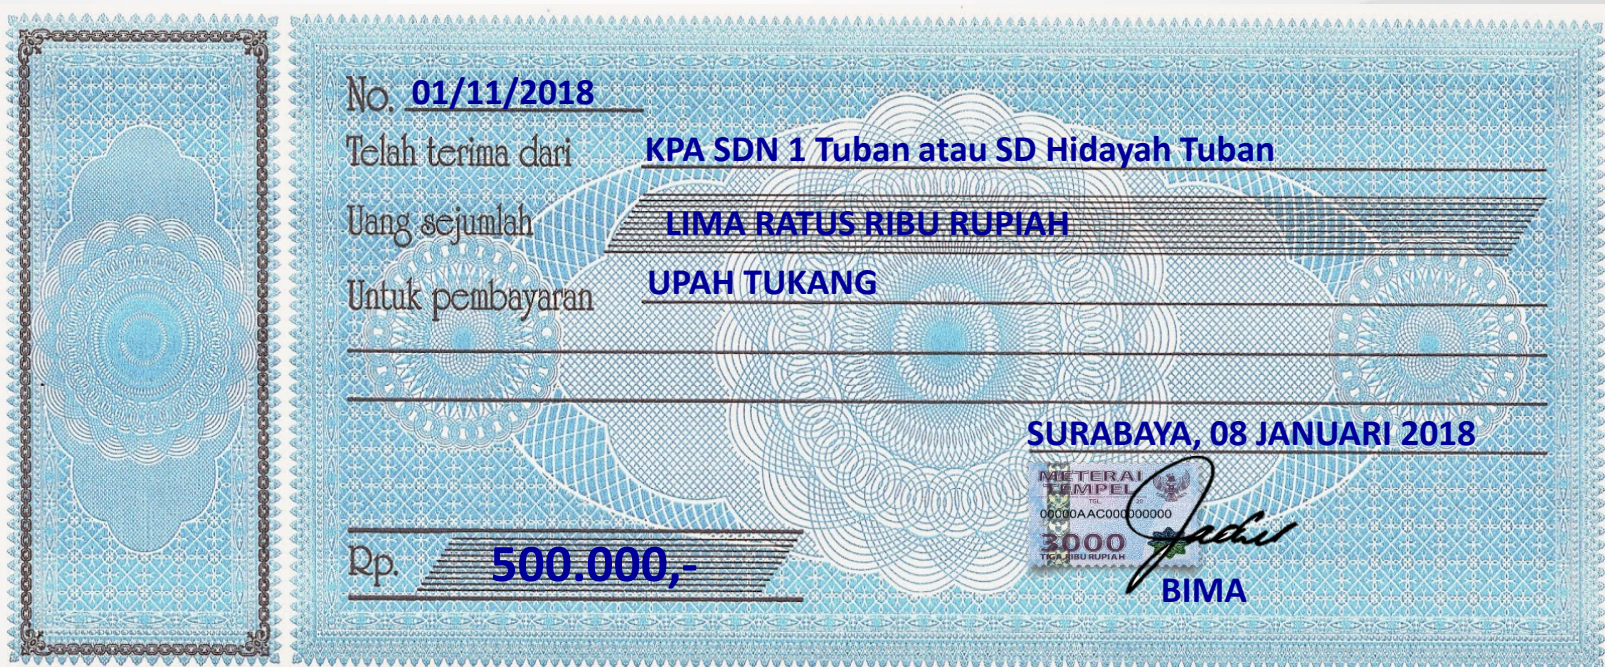 No. 01/11/2018
Telah terima dari KPA SDN 1 Tuban atau SD Hidayah Tuban
Uang sejumlah LIMA RATUS RIBU RUPIAH
Untuk pembayaran UPAH TUKANG
SURABAYA, 08 JANUARI 2018
METERAI
TEMPEL
TGL. 20
00000AAC000000000
3000
TIGA RIBU RUPIAH
Rp. 500.000,-
BIMA